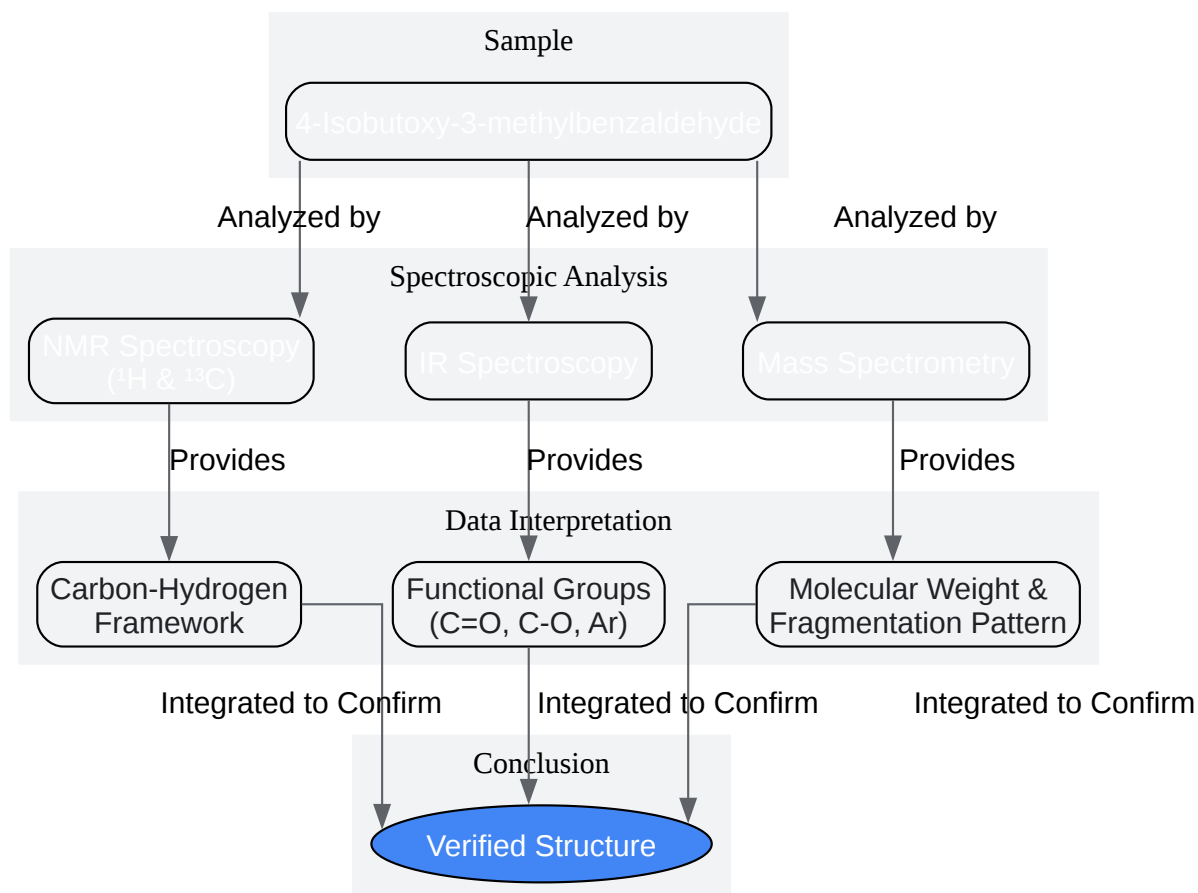 Sample
4-Isobutoxy-3-methylbenzaldehyde
Analyzed by
Analyzed by
Analyzed by
Spectroscopic Analysis
NMR Spectroscopy
(¹H & ¹³C)
IR Spectroscopy
Mass Spectrometry
Provides
Provides
Provides
Data Interpretation
Carbon-Hydrogen
Framework
Functional Groups
(C=O, C-O, Ar)
Molecular Weight &
Fragmentation Pattern
Integrated to Confirm
Integrated to Confirm
Integrated to Confirm
Conclusion
Verified Structure